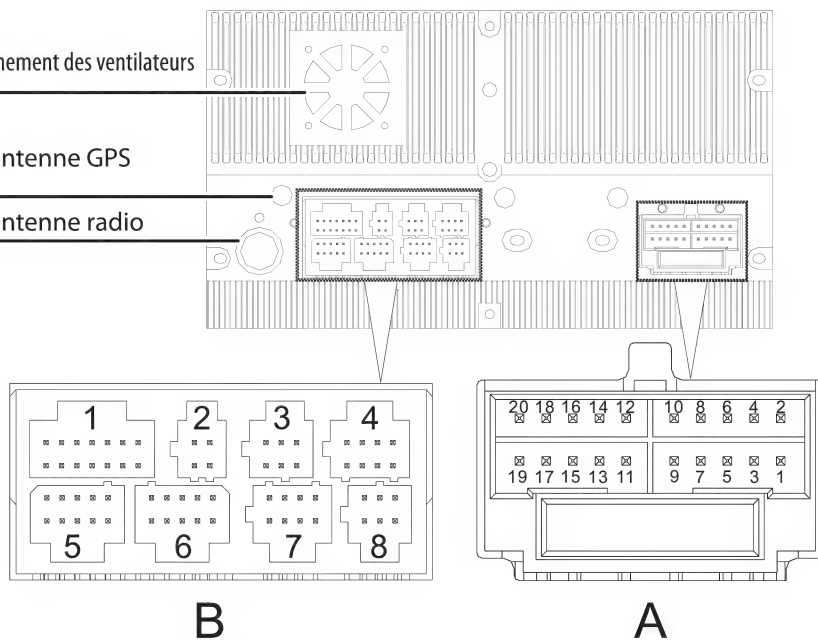 nement des ventilateurs
ntenne GPS
ntenne radio
1 2 3 4
5 6 7 8
20 18 16 14 12 10 8 6 4 2
19 17 15 13 11 9 7 5 3 1
B A